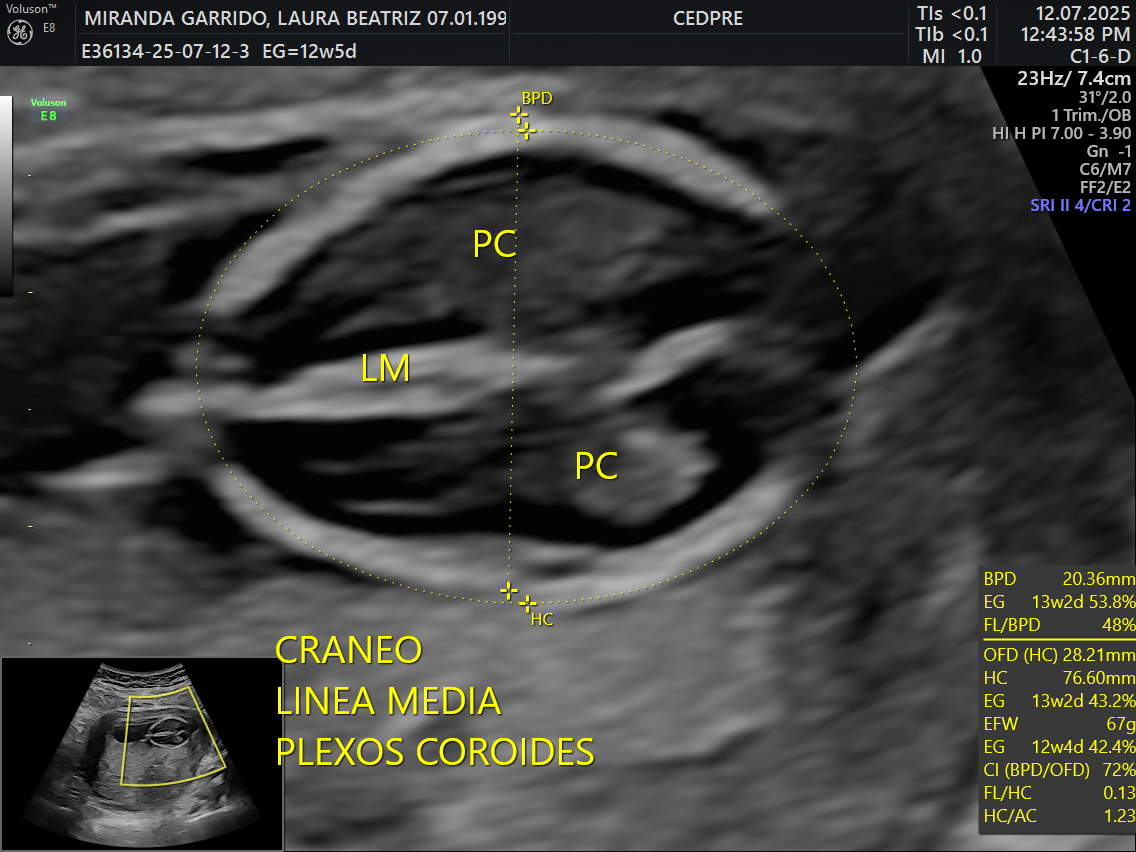 Voluson™
E8
MIRANDA GARRIDO, LAURA BEATRIZ 07.01.199
E36134-25-07-12-3 EG=12w5d
CEDPRE
TIs <0.1
TIb <0.1
MI 1.0
12.07.2025
12:43:58 PM
C1-6-D
23Hz/ 7.4cm
31°/2.0
1 Trim./OB
HI H PI 7.00 - 3.90
Gn -1
C6/M7
FF2/E2
SRI II 4/CRI 2
Voluson
E8
BPD
PC
LM
PC
HC
CRANEO
LINEA MEDIA
PLEXOS COROIDES
BPD 20.36mm
EG 13w2d 53.8%
FL/BPD 48%
OFD (HC) 28.21mm
HC 76.60mm
EG 13w2d 43.2%
EFW 67g
EG 12w4d 42.4%
CI (BPD/OFD) 72%
FL/HC 0.13
HC/AC 1.23